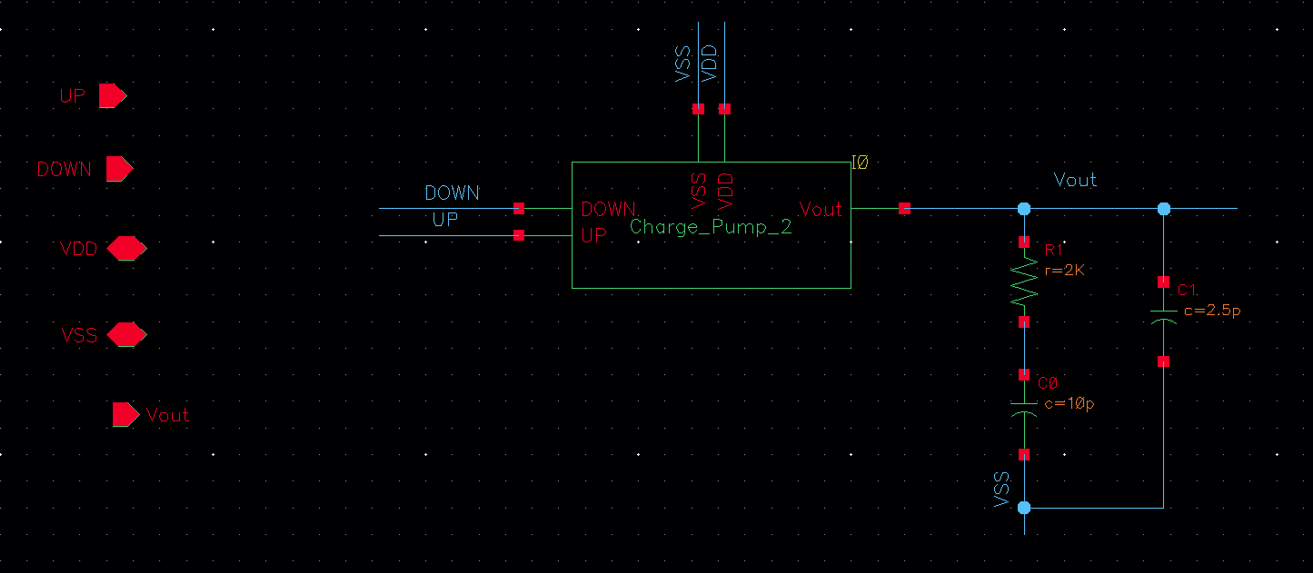 UP
DOWN
VDD
VSS
Vout
VSS
VDD
I0
DOWN
UP
DOWN
UP
VSS
VDD
Vout
Charge_Pump_2
Vout
R1
r=2K
C1
c=2.5p
C0
c=10p
VSS